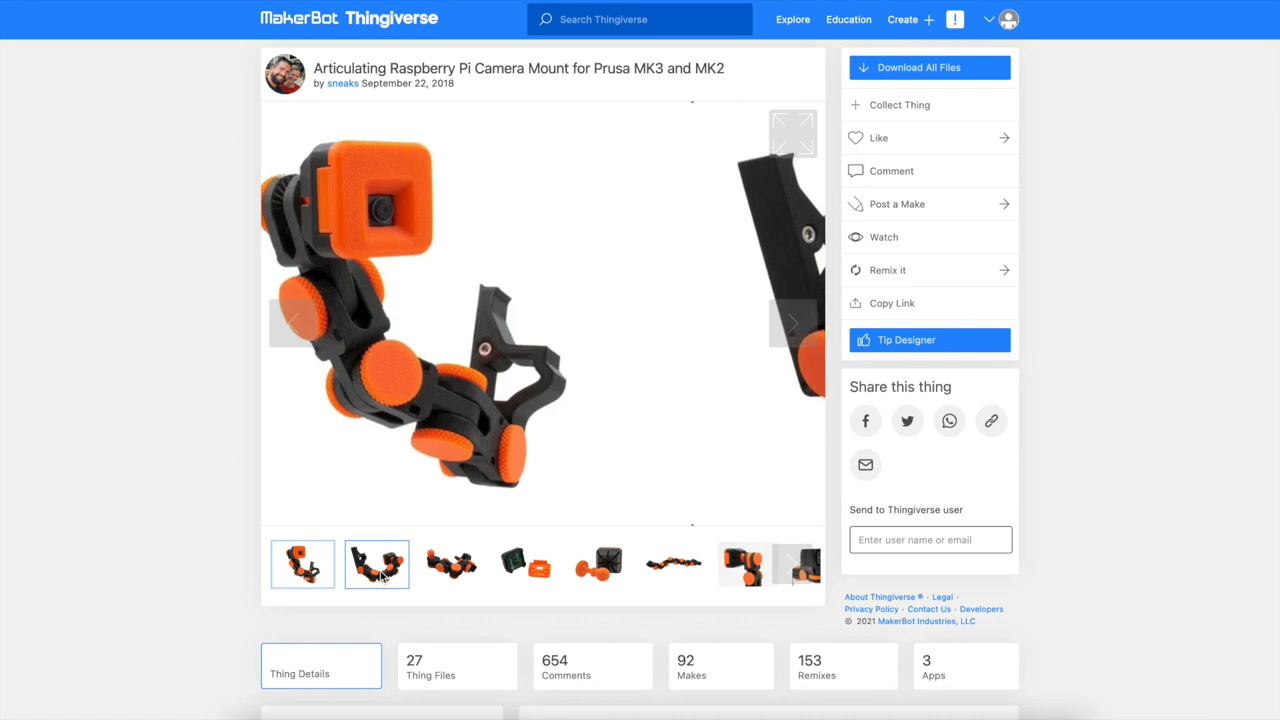 MakerBot Thingiverse
Search Thingiverse
Explore
Education
Create
Articulating Raspberry Pi Camera Mount for Prusa MK3 and MK2
by sneaks September 22, 2018
Download All Files
Collect Thing
Like
Comment
Post a Make
Watch
Remix it
Copy Link
Tip Designer
Share this thing
Send to Thingiverse user
Enter user name or email
About Thingiverse ® · Legal ·
Privacy Policy · Contact Us · Developers
© 2021 MakerBot Industries, LLC
Thing Details
27
Thing Files
654
Comments
92
Makes
153
Remixes
3
Apps